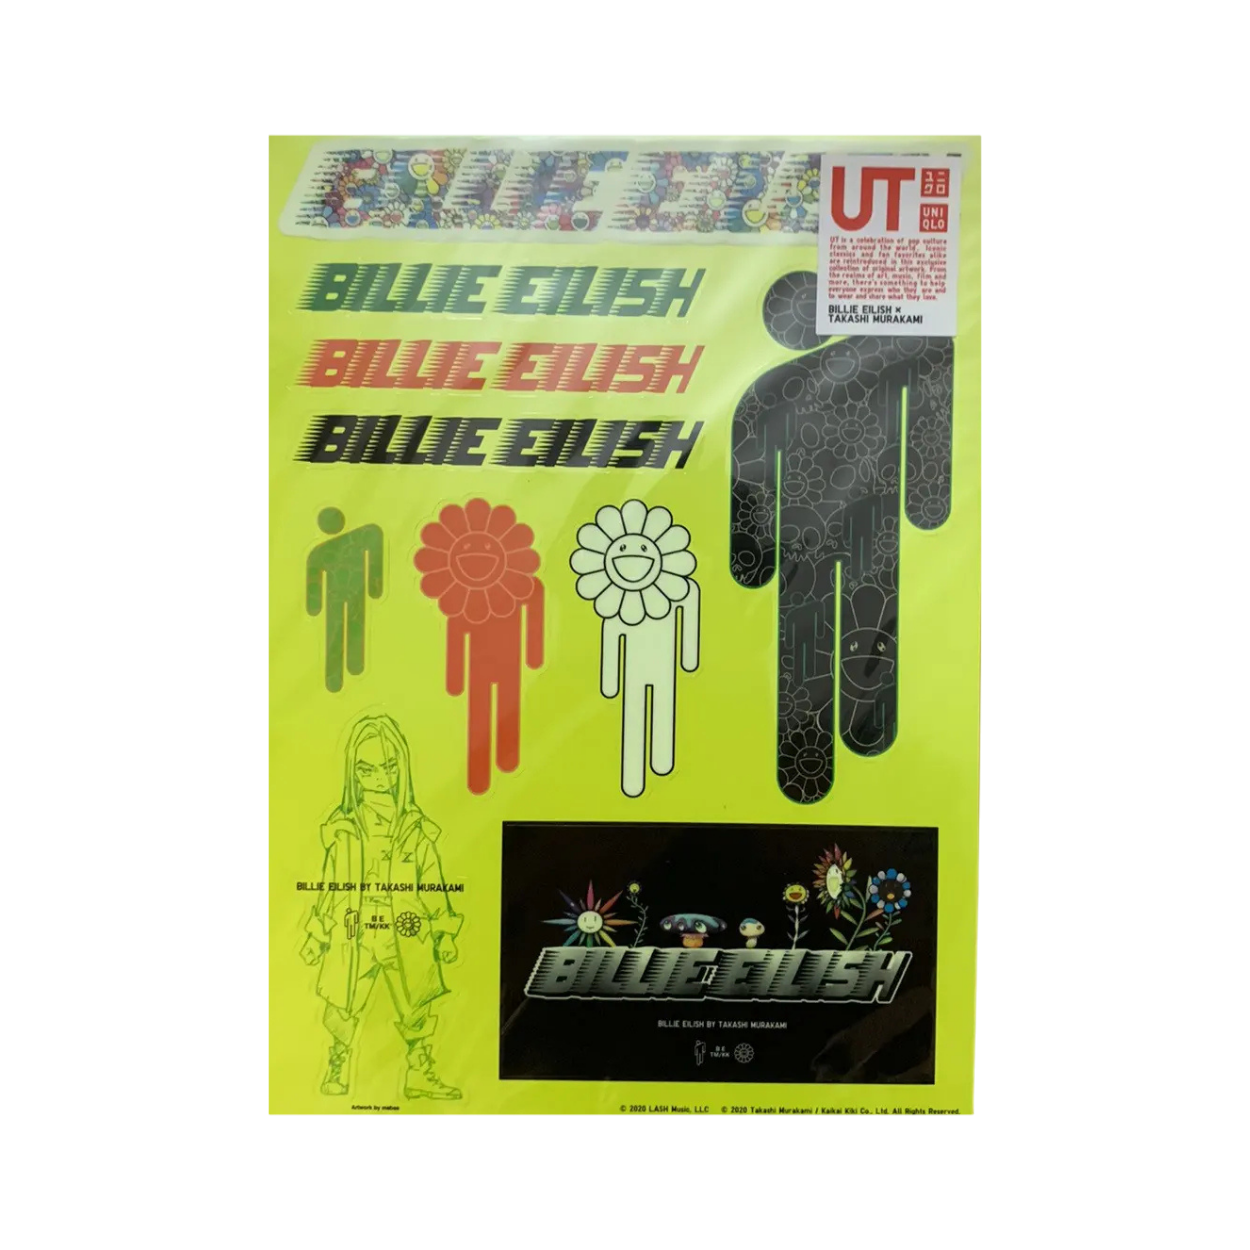 BILLIE EILISH
UT
ユニ
クロ
UNI
QLO
UT is a celebration of pop culture
from around the world. Iconic
classics and fan favorites alike
are reintroduced in this exclusive
collection of original artwork. From
the realms of art, music, film and
more, there's something to help
everyone express who they are and
to wear and share what they love.
BILLIE EILISH ×
TAKASHI MURAKAMI
BILLIE EILISH
BILLIE EILISH
BILLIE EILISH
BILLIE EILISH BY TAKASHI MURAKAMI
B E
TM/KK
BILLIE EILISH
BILLIE EILISH BY TAKASHI MURAKAMI
B E
TM/KK
Artwork by
© 2020 LASH Music, LLC © 2020 Takashi Murakami / Kaikai Kiki Co., Ltd. All Rights Reserved.